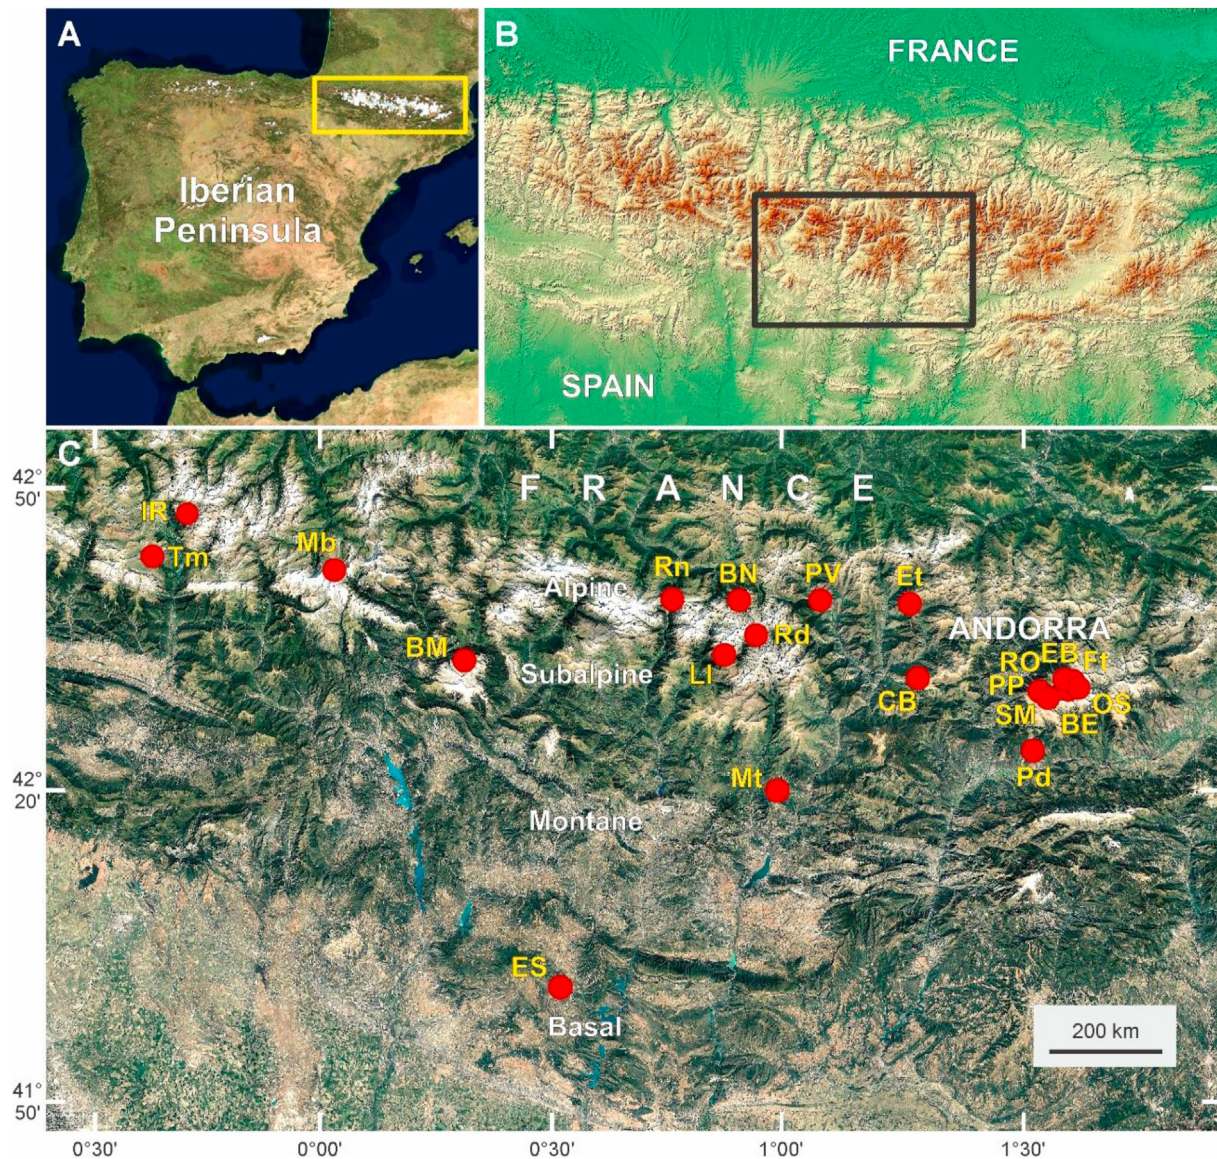 A
Iberian
Peninsula
B
FRANCE
SPAIN
C
42°
50'
42°
20'
41°
50'
F R A N C E
IR
Tm
Mb
Rn
BN
PV
Et
Alpine
ANDORRA
BM
Subalpine
LI
Rd
CB
RO
EB
Ft
PP
OS
SM
BE
Pd
Mt
Montane
ES
Basal
200 km
0°30'
0°00'
0°30'
1°00'
1°30'